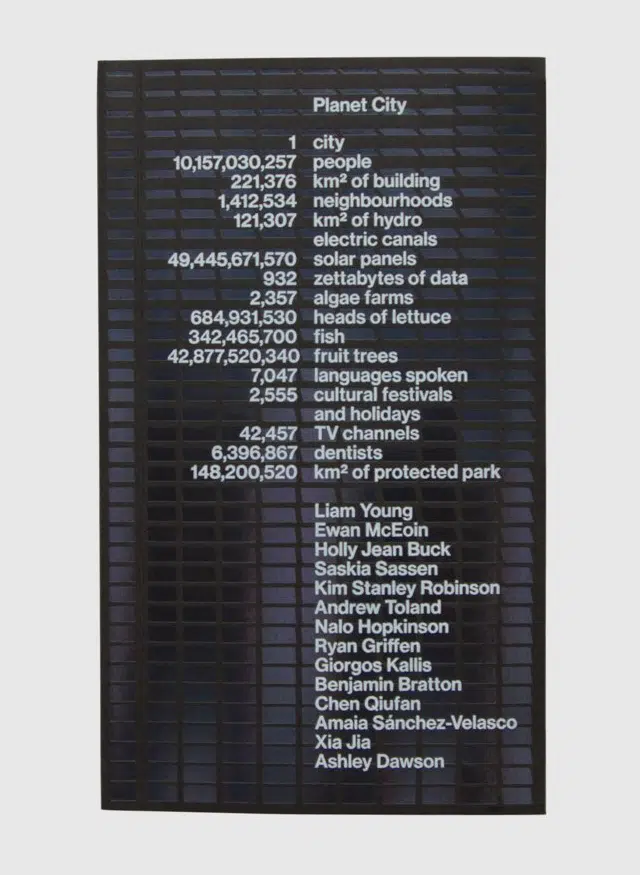 Planet City
1 city
10,157,030,257 people
221,376 km² of building
1,412,534 neighbourhoods
121,307 km² of hydro
electric canals
49,445,671,570 solar panels
932 zettabytes of data
2,357 algae farms
684,931,530 heads of lettuce
342,465,700 fish
42,877,520,340 fruit trees
7,047 languages spoken
2,555 cultural festivals
and holidays
42,457 TV channels
6,396,867 dentists
148,200,520 km² of protected park
Liam Young
Ewan McEoin
Holly Jean Buck
Saskia Sassen
Kim Stanley Robinson
Andrew Toland
Nalo Hopkinson
Ryan Griffen
Giorgos Kallis
Benjamin Bratton
Chen Qiufan
Amaia Sánchez-Velasco
Xia Jia
Ashley Dawson